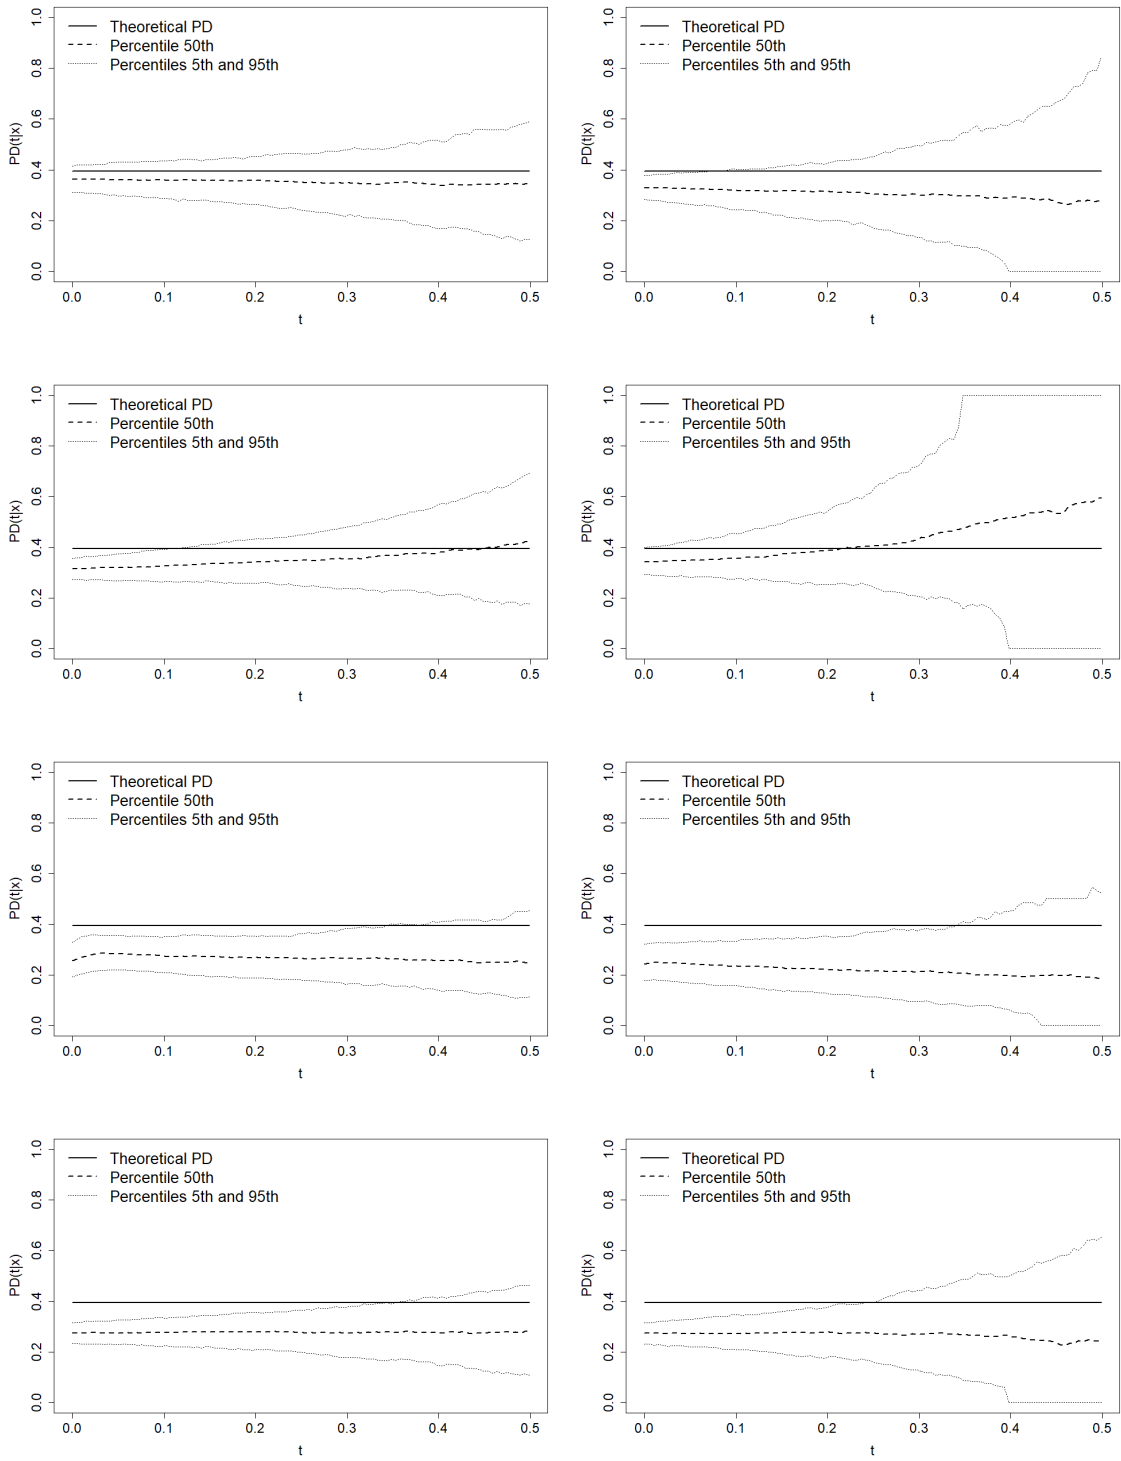 Theoretical PD
Percentile 50th
Percentiles 5th and 95th
PD(t|x)
0.0 0.2 0.4 0.6 0.8 1.0
0.0 0.1 0.2 0.3 0.4 0.5
t
Theoretical PD
Percentile 50th
Percentiles 5th and 95th
PD(t|x)
0.0 0.2 0.4 0.6 0.8 1.0
0.0 0.1 0.2 0.3 0.4 0.5
t
Theoretical PD
Percentile 50th
Percentiles 5th and 95th
PD(t|x)
0.0 0.2 0.4 0.6 0.8 1.0
0.0 0.1 0.2 0.3 0.4 0.5
t
Theoretical PD
Percentile 50th
Percentiles 5th and 95th
PD(t|x)
0.0 0.2 0.4 0.6 0.8 1.0
0.0 0.1 0.2 0.3 0.4 0.5
t
Theoretical PD
Percentile 50th
Percentiles 5th and 95th
PD(t|x)
0.0 0.2 0.4 0.6 0.8 1.0
0.0 0.1 0.2 0.3 0.4 0.5
t
Theoretical PD
Percentile 50th
Percentiles 5th and 95th
PD(t|x)
0.0 0.2 0.4 0.6 0.8 1.0
0.0 0.1 0.2 0.3 0.4 0.5
t
Theoretical PD
Percentile 50th
Percentiles 5th and 95th
PD(t|x)
0.0 0.2 0.4 0.6 0.8 1.0
0.0 0.1 0.2 0.3 0.4 0.5
t
Theoretical PD
Percentile 50th
Percentiles 5th and 95th
PD(t|x)
0.0 0.2 0.4 0.6 0.8 1.0
0.0 0.1 0.2 0.3 0.4 0.5
t